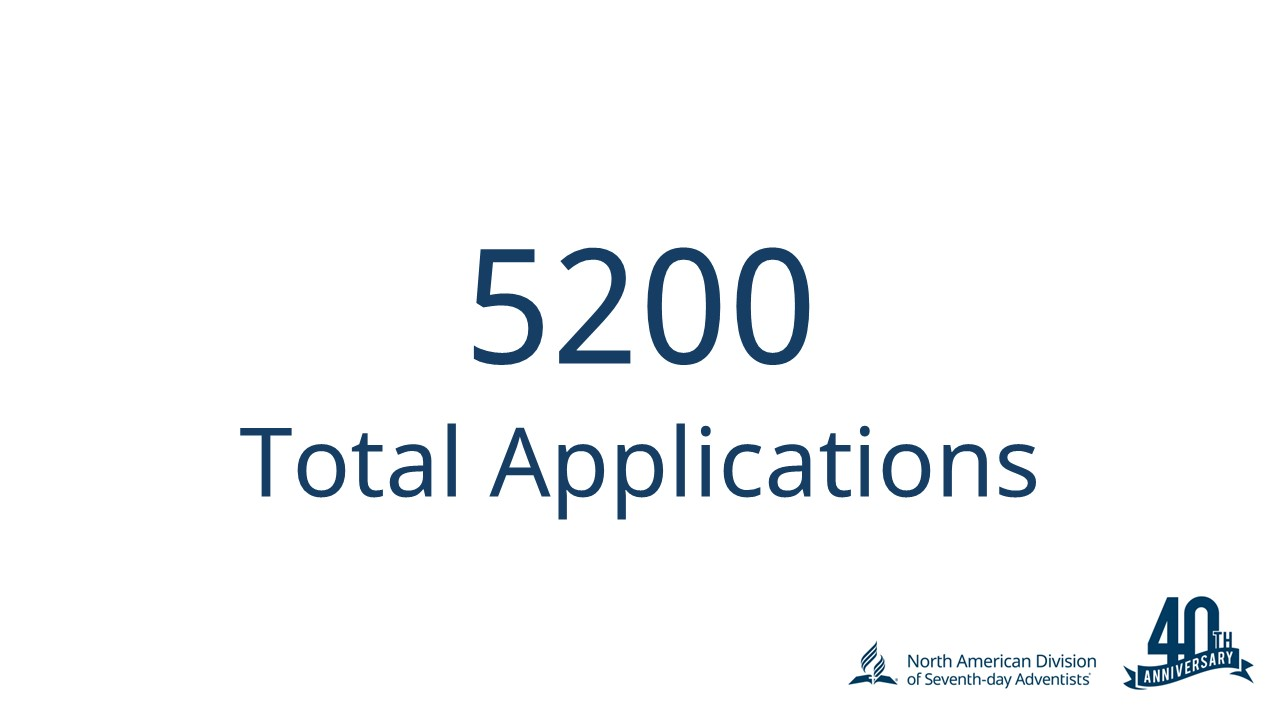 5200
Total Applications
North American Division
of Seventh-day Adventists
40TH
ANNIVERSARY